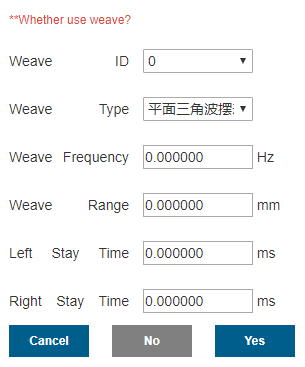 **Whether use weave?
Weave ID 0
Weave Type 平面三角波摆
Weave Frequency 0.000000 Hz
Weave Range 0.000000 mm
Left Stay Time 0.000000 ms
Right Stay Time 0.000000 ms
Cancel No Yes